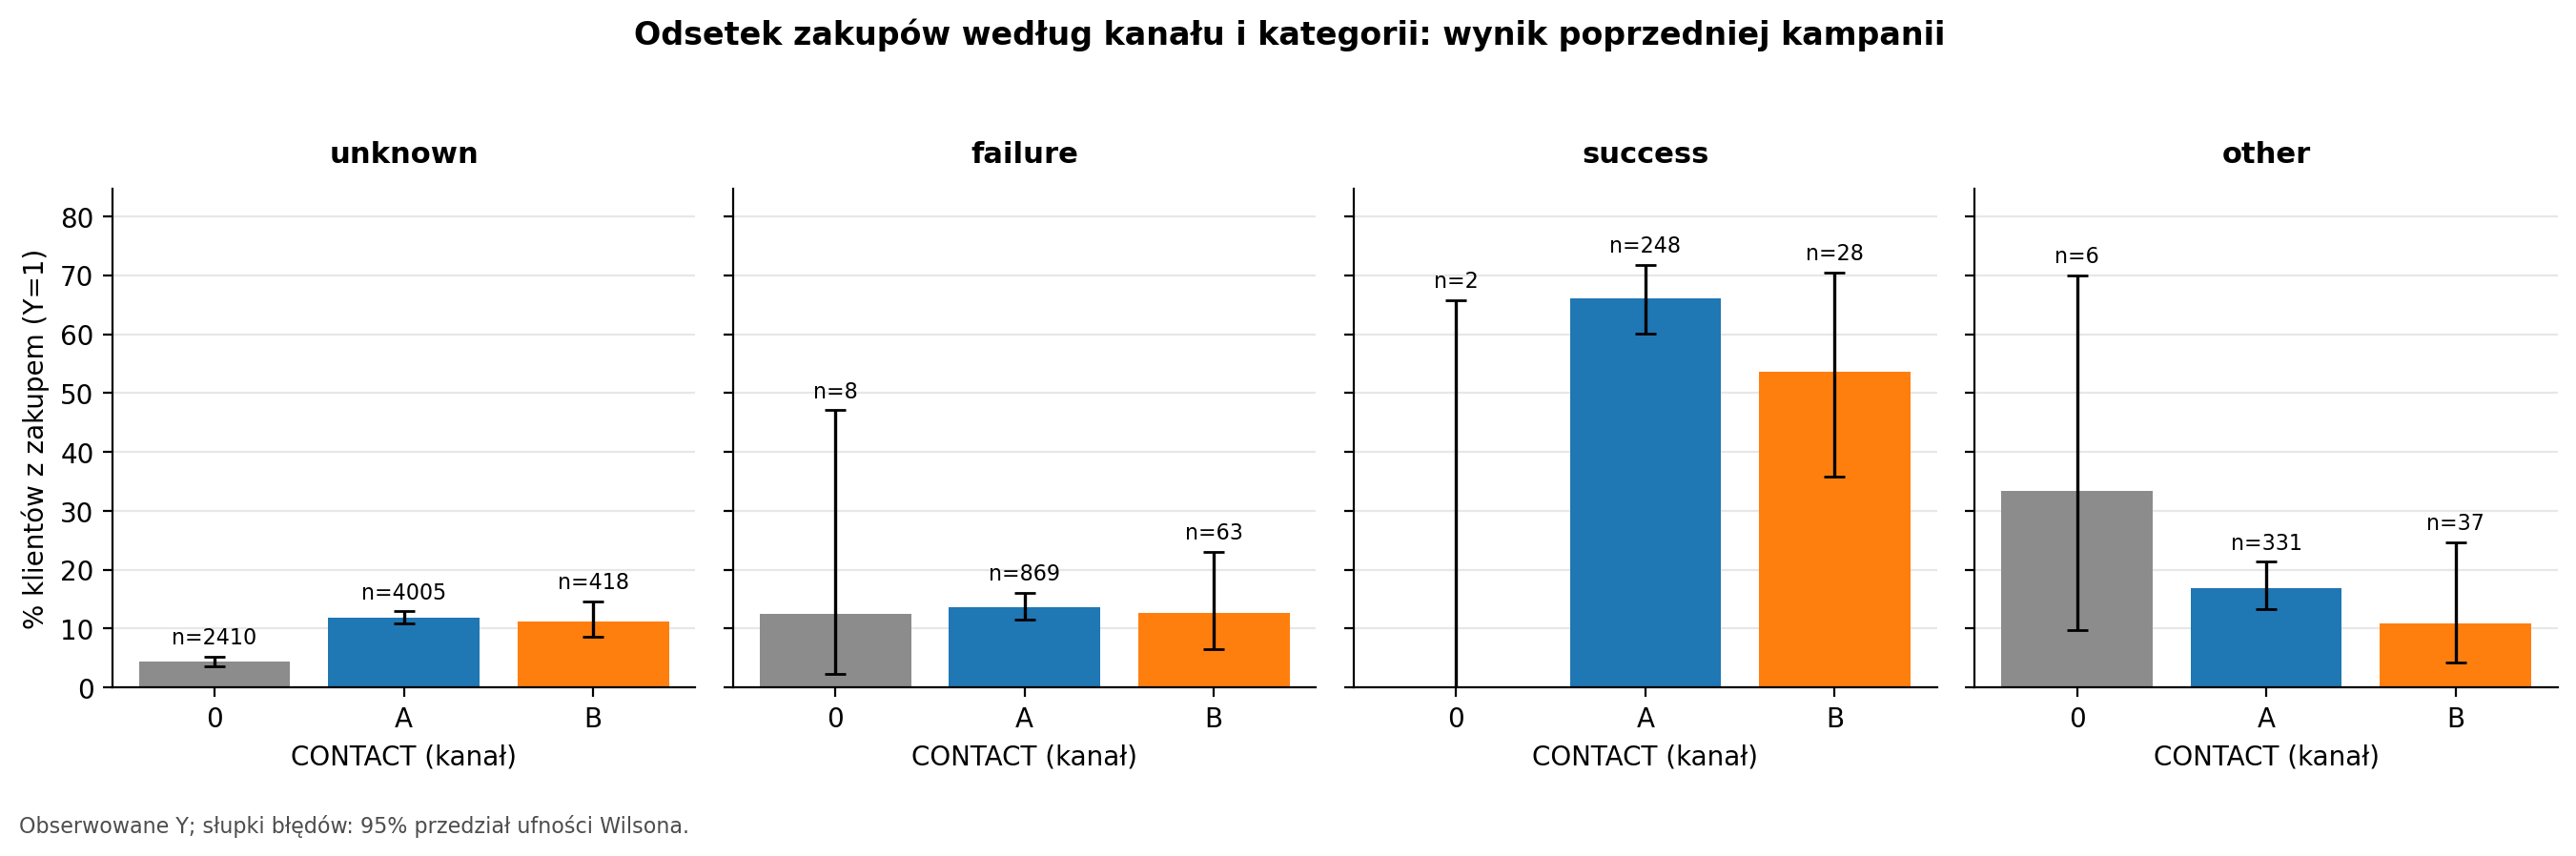 Odsetek zakupów według kanału i kategorii: wynik poprzedniej kampanii
unknown
failure
success
other
% klientów z zakupem (Y=1)
80
70
60
50
40
30
20
10
0
n=2410
n=4005
n=418
0
A
B
CONTACT (kanał)
n=8
n=869
n=63
0
A
B
CONTACT (kanał)
n=2
n=248
n=28
0
A
B
CONTACT (kanał)
n=6
n=331
n=37
0
A
B
CONTACT (kanał)
Obserwowane Y; słupki błędów: 95% przedział ufności Wilsona.